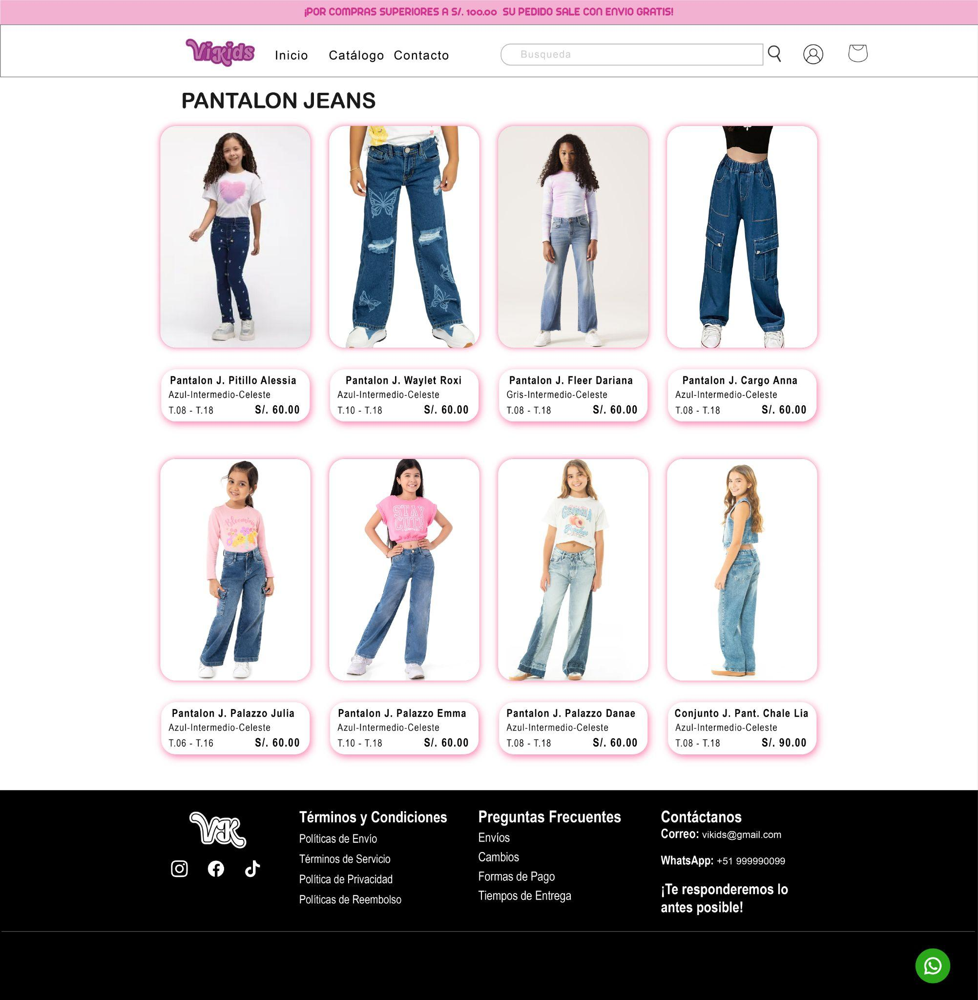 ¡POR COMPRAS SUPERIORES A S/. 100.00 SU PEDIDO SALE CON ENVIO GRATIS!
Vikids
Inicio Catálogo Contacto Busqueda
PANTALON JEANS
Pantalon J. Pitillo Alessia
Azul-Intermedio-Celeste
T.08 - T.18 S/. 60.00
Pantalon J. Waylet Roxi
Azul-Intermedio-Celeste
T.10 - T.18 S/. 60.00
Pantalon J. Fleer Dariana
Gris-Intermedio-Celeste
T.08 - T.18 S/. 60.00
Pantalon J. Cargo Anna
Azul-Intermedio-Celeste
T.08 - T.18 S/. 60.00
Blooming
STAY
CUTE
GEORGIA
Pantalon J. Palazzo Julia
Azul-Intermedio-Celeste
T.06 - T.16 S/. 60.00
Pantalon J. Palazzo Emma
Azul-Intermedio-Celeste
T.10 - T.18 S/. 60.00
Pantalon J. Palazzo Danae
Azul-Intermedio-Celeste
T.08 - T.18 S/. 60.00
Conjunto J. Pant. Chale Lia
Azul-Intermedio-Celeste
T.08 - T.18 S/. 90.00
VK
Términos y Condiciones
Políticas de Envío
Términos de Servicio
Política de Privacidad
Políticas de Reembolso
Preguntas Frecuentes
Envíos
Cambios
Formas de Pago
Tiempos de Entrega
Contáctanos
Correo: vikids@gmail.com
WhatsApp: +51 999990099
¡Te responderemos lo
antes posible!